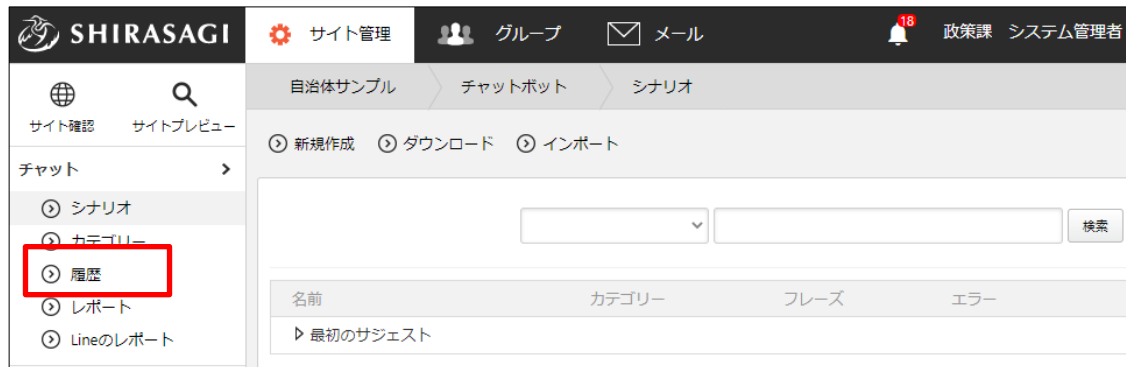 SHIRASAGI サイト管理 グループ メール 18 政策課 システム管理者
自治体サンプル チャットボット シナリオ
サイト確認 サイトプレビュー
新規作成 ダウンロード インポート
チャット
シナリオ
カテゴリー
履歴
レポート
Lineのレポート
検索
名前 カテゴリー フレーズ エラー
最初のサジェスト